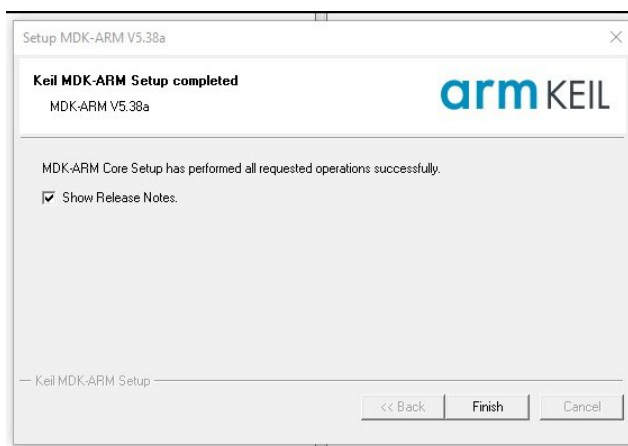 Setup MDK-ARM V5.38a
Keil MDK-ARM Setup completed
MDK-ARM V5.38a
arm KEIL
MDK-ARM Core Setup has performed all requested operations successfully.
Show Release Notes.
Keil MDK-ARM Setup
<< Back
Finish
Cancel